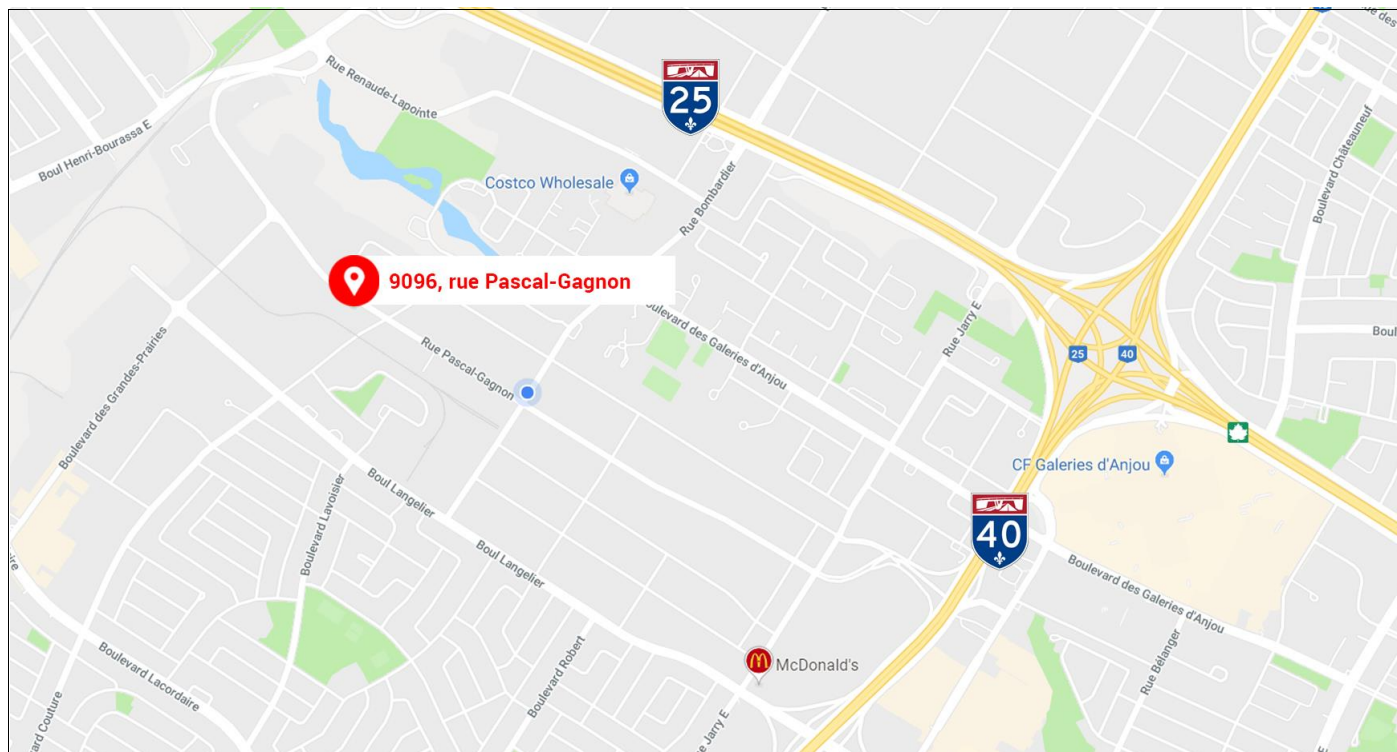 Rue Renaude-Lapointe
25
Boul Henri-Bourassa E
Costco Wholesale
Rue Bombardier
Boulevard Châteauneuf
9096, rue Pascal-Gagnon
Boulevard des Galeries d'Anjou
Rue Jarry E
25
40
Rue Pascal-Gagnon
Boulevard des Grandes-Prairies
CF Galeries d'Anjou
Boul Langelier
Boulevard Lavoisier
40
Boul Langelier
Boulevard des Galeries d'Anjou
Boulevard Robert
Rue Bélanger
McDonald's
Boulevard Lacordaire
Rue Jarry E